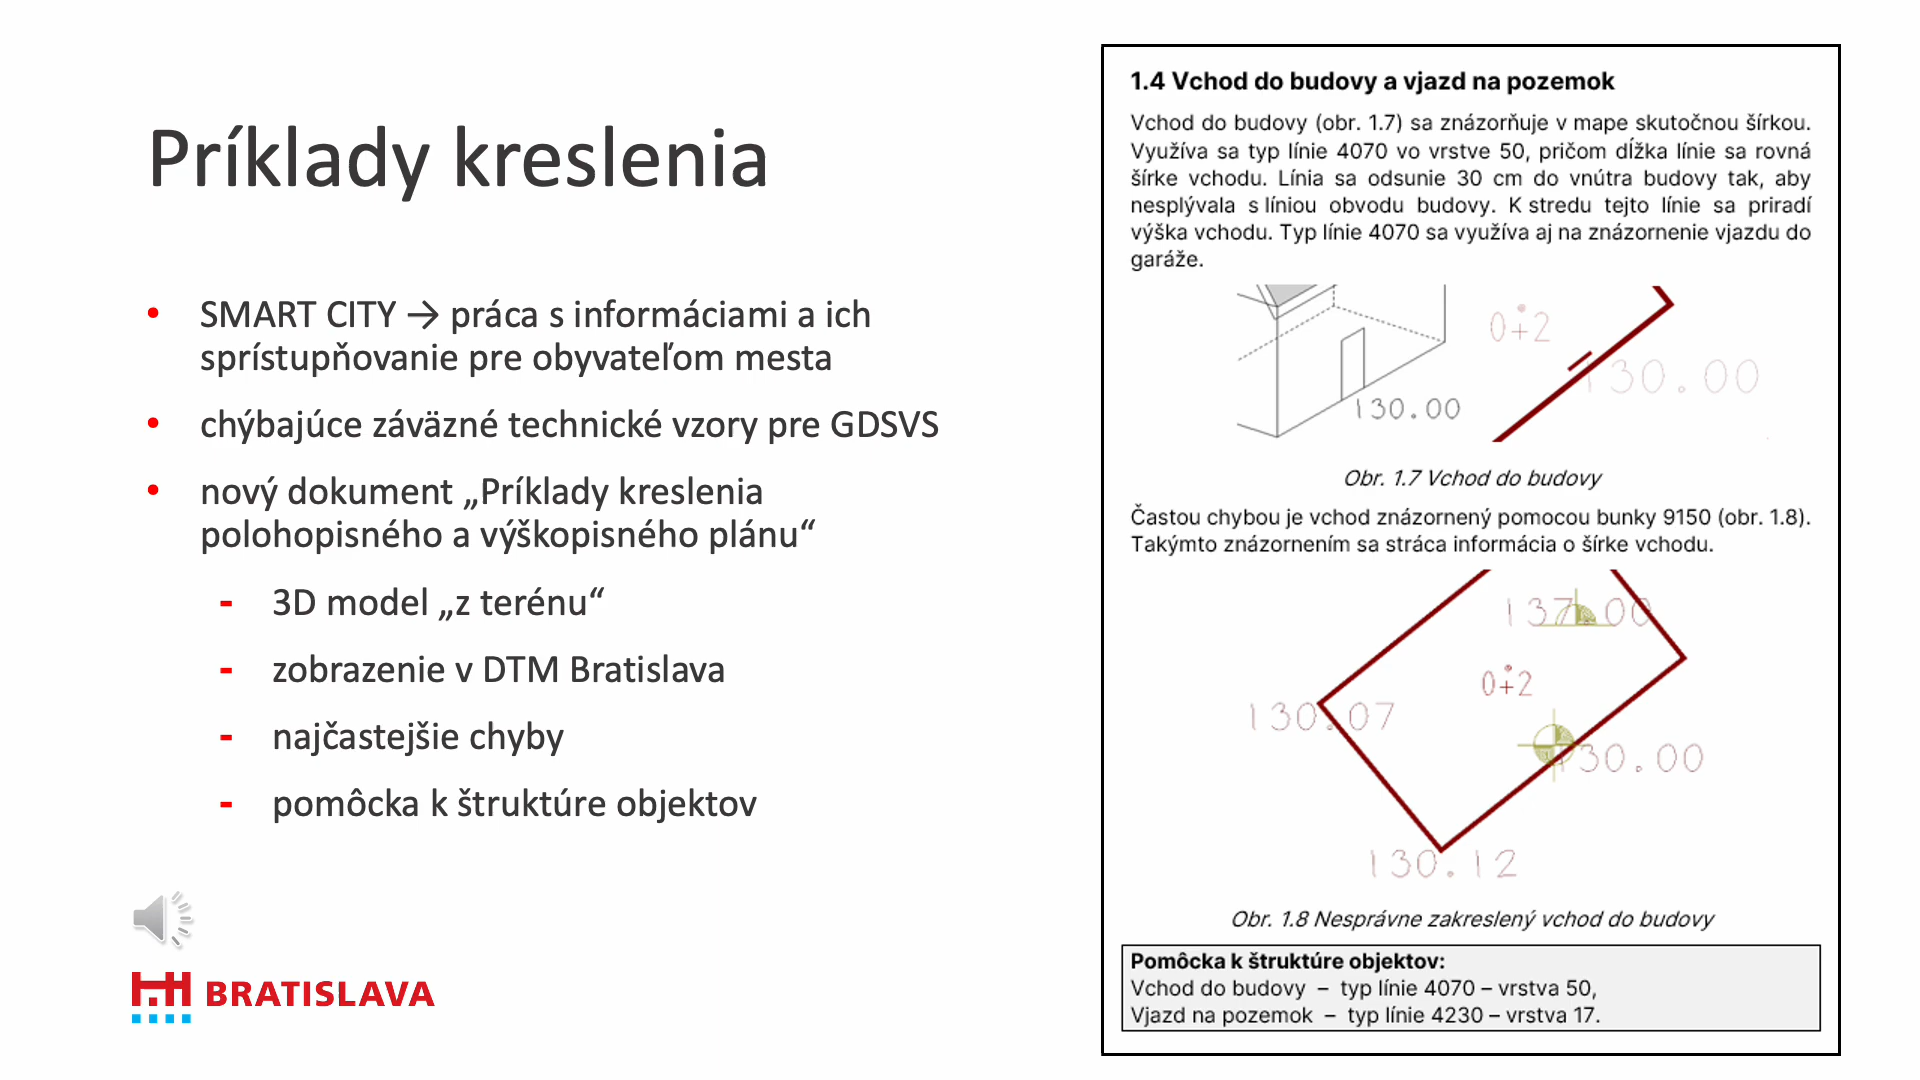 Príklady kreslenia
• SMART CITY → práca s informáciami a ich
sprístupňovanie pre obyvateľom mesta
• chýbajúce záväzné technické vzory pre GDSVS
• nový dokument „Príklady kreslenia
polohopisného a výškopisného plánu“
- 3D model „z terénu“
- zobrazenie v DTM Bratislava
- najčastejšie chyby
- pomôcka k štruktúre objektov
BRATISLAVA
1.4 Vchod do budovy a vjazd na pozemok
Vchod do budovy (obr. 1.7) sa znázorňuje v mape skutočnou šírkou.
Využíva sa typ línie 4070 vo vrstve 50, pričom dĺžka línie sa rovná
šírke vchodu. Línia sa odsunie 30 cm do vnútra budovy tak, aby
nesplývala s líniou obvodu budovy. K stredu tejto línie sa priradí
výška vchodu. Typ línie 4070 sa využíva aj na znázornenie vjazdu do
garáže.
0+2
130.00
130.00
Obr. 1.7 Vchod do budovy
Častou chybou je vchod znázornený pomocou bunky 9150 (obr. 1.8).
Takýmto znázornením sa stráca informácia o šírke vchodu.
137.00
0+2
130.07
130.00
130.12
Obr. 1.8 Nesprávne zakreslený vchod do budovy
Pomôcka k štruktúre objektov:
Vchod do budovy – typ línie 4070 – vrstva 50,
Vjazd na pozemok – typ línie 4230 – vrstva 17.